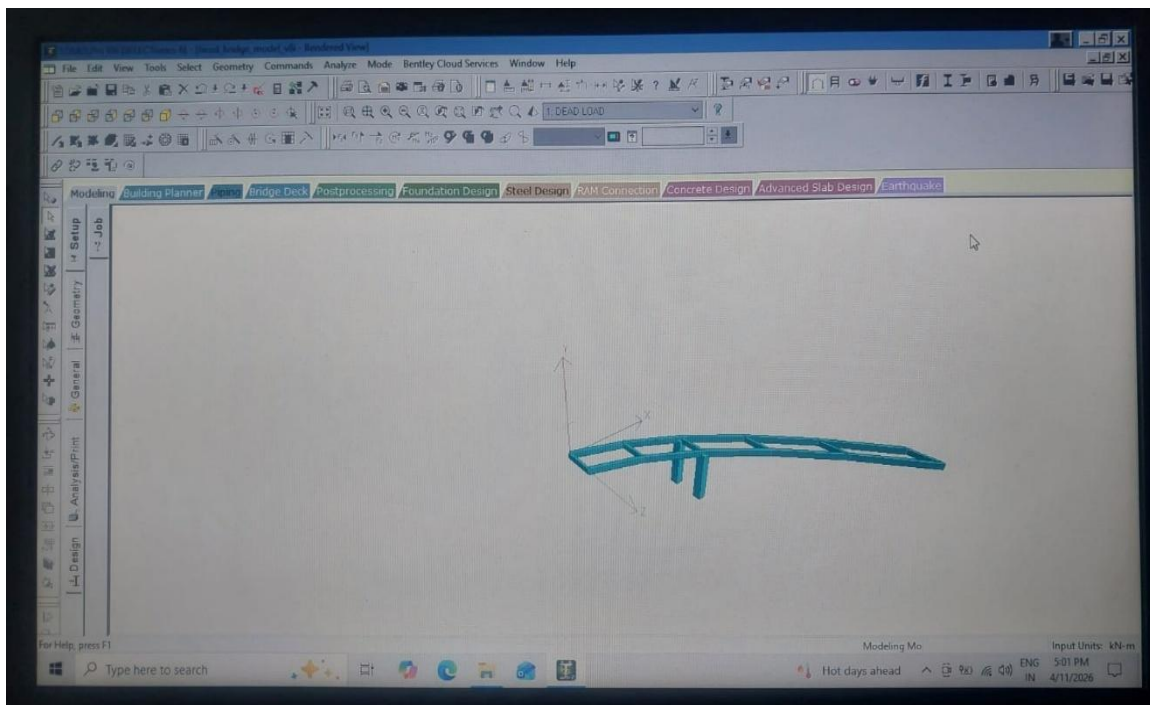 File Edit View Tools Select Geometry Commands Analyze Mode Bentley Cloud Services Window Help
1: DEAD LOAD
Modeling Building Planner Piping Bridge Deck Postprocessing Foundation Design Steel Design RAM Connection Concrete Design Advanced Slab Design Earthquake
Setup
Job
Geometry
General
Analysis/Print
Design
Y
X
Z
For Help, press F1
Modeling Mo
Input Units: kN-m
Type here to search
Hot days ahead
ENG
IN
5:01 PM
4/11/2026